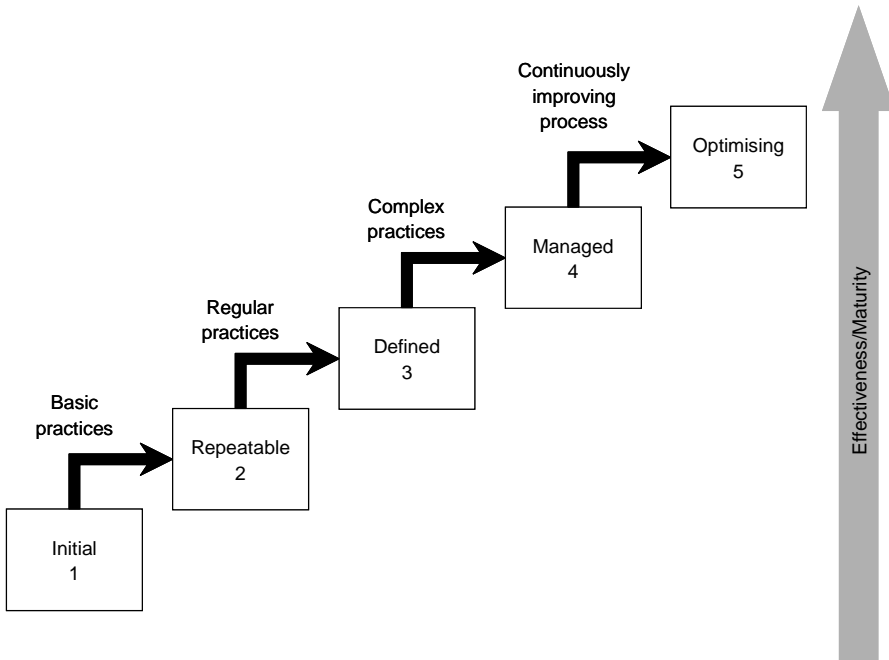 Continuously
improving
process
Optimising
5
Complex
practices
Managed
4
Regular
practices
Defined
3
Basic
practices
Repeatable
2
Initial
1
Effectiveness/Maturity